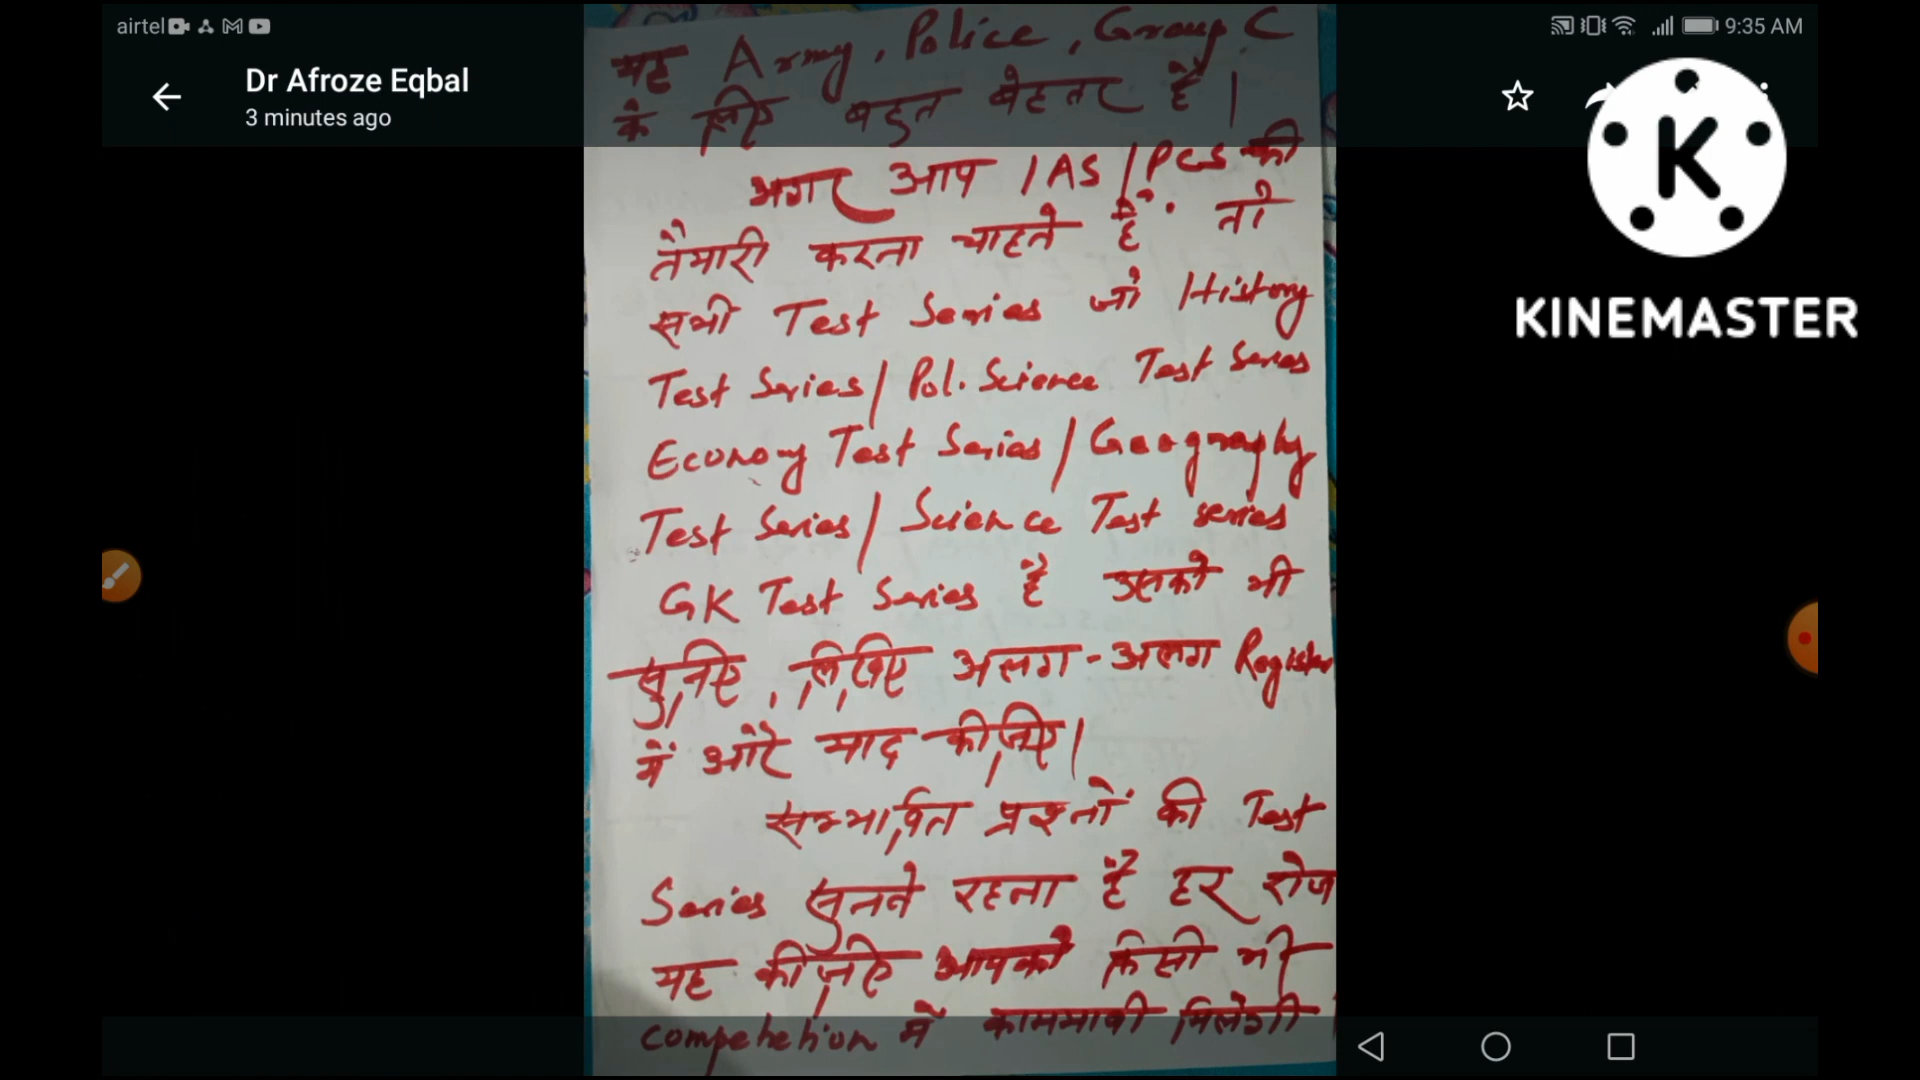 airtel
9:35 AM
Dr Afroze Eqbal
3 minutes ago
KINEMASTER
यह Army, Police, Group C
के लिए बहुत बेहतर है।
अगर आप IAS/PCS की
तैयारी करना चाहते हैं. तो
सभी Test Series जो History
Test Series/Pol. Science Test Series
Economy Test Series/Geography
Test Series/Science Test series
GK Test Series है उसको भी
सुनिए, लिखिए अलग-अलग Register
में और याद कीजिए।
सम्भावित प्रश्नों की Test
Series सुनते रहना है हर रोज
यह कीजिए आपको किसी भी
competetion में कामयाबी मिलेगी